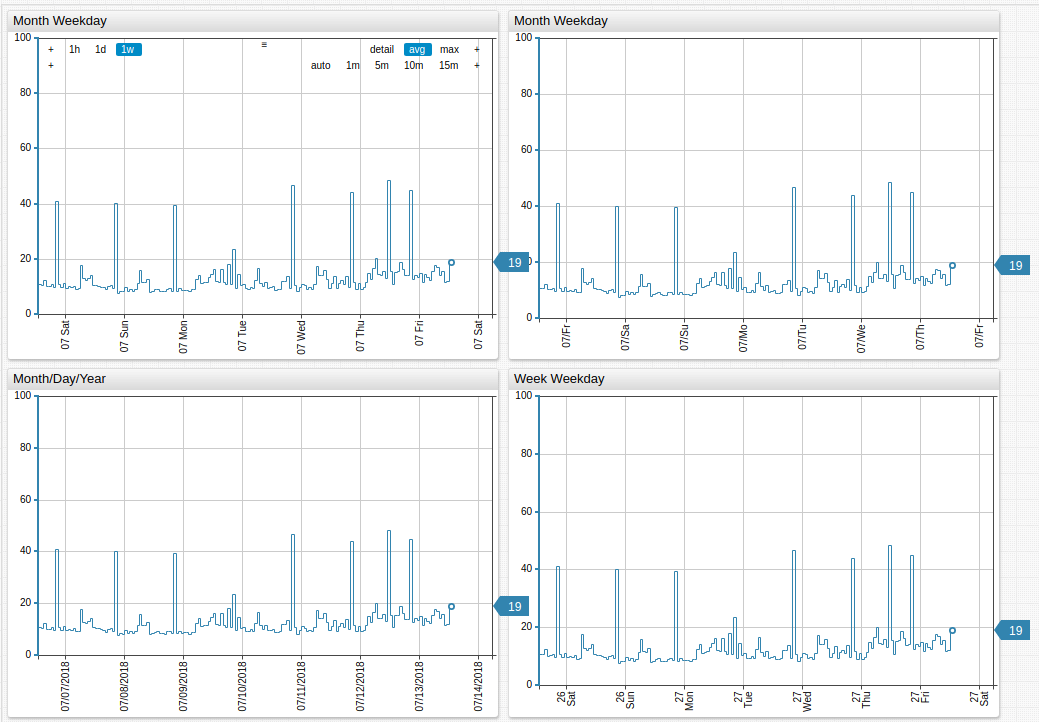 Month Weekday
100
80
60
40
20
0
+ 1h 1d 1w ≡ detail avg max +
+ auto 1m 5m 10m 15m +
19
07 Sat
07 Sun
07 Mon
07 Tue
07 Wed
07 Thu
07 Fri
07 Sat
Month Weekday
100
80
60
40
20
0
19
07/Fr
07/Sa
07/Su
07/Mo
07/Tu
07/We
07/Th
07/Fr
Month/Day/Year
100
80
60
40
20
0
19
07/07/2018
07/08/2018
07/09/2018
07/10/2018
07/11/2018
07/12/2018
07/13/2018
07/14/2018
Week Weekday
100
80
60
40
20
0
19
26
Sat
26
Sun
27
Mon
27
Tue
27
Wed
27
Thu
27
Fri
27
Sat